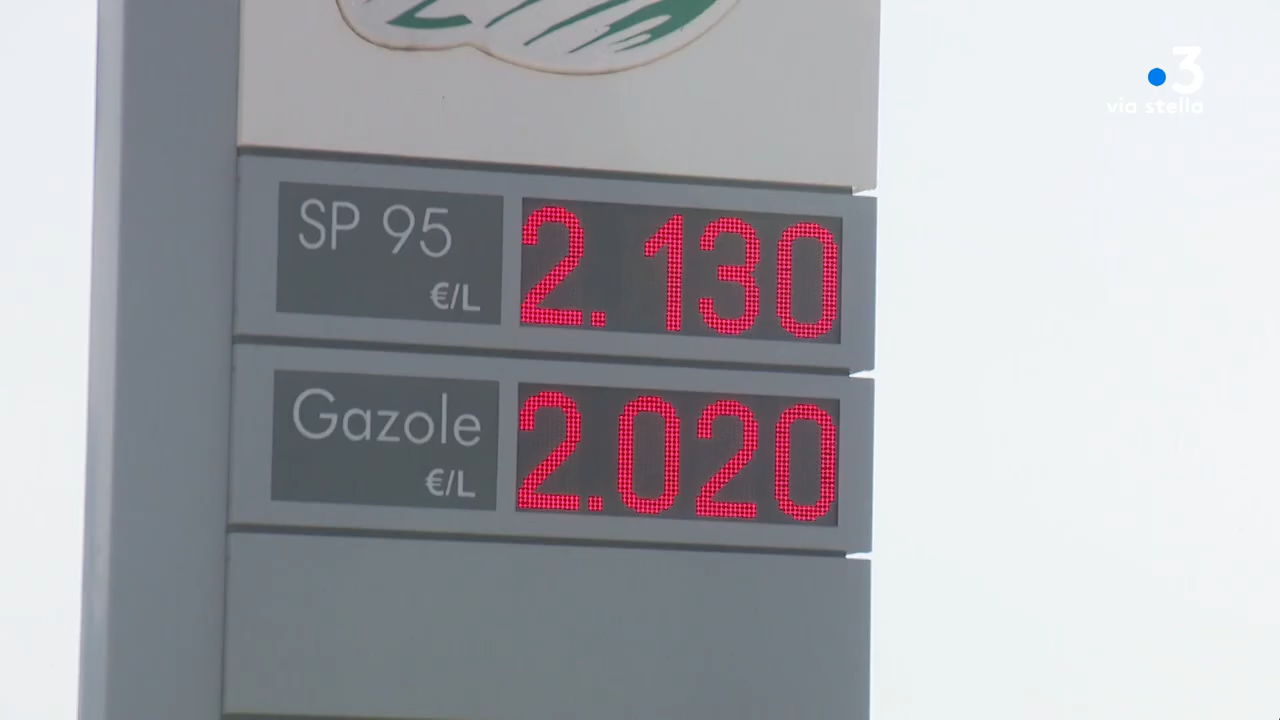 3
via stella
SP 95
€/L
2.130
Gazole
€/L
2.020